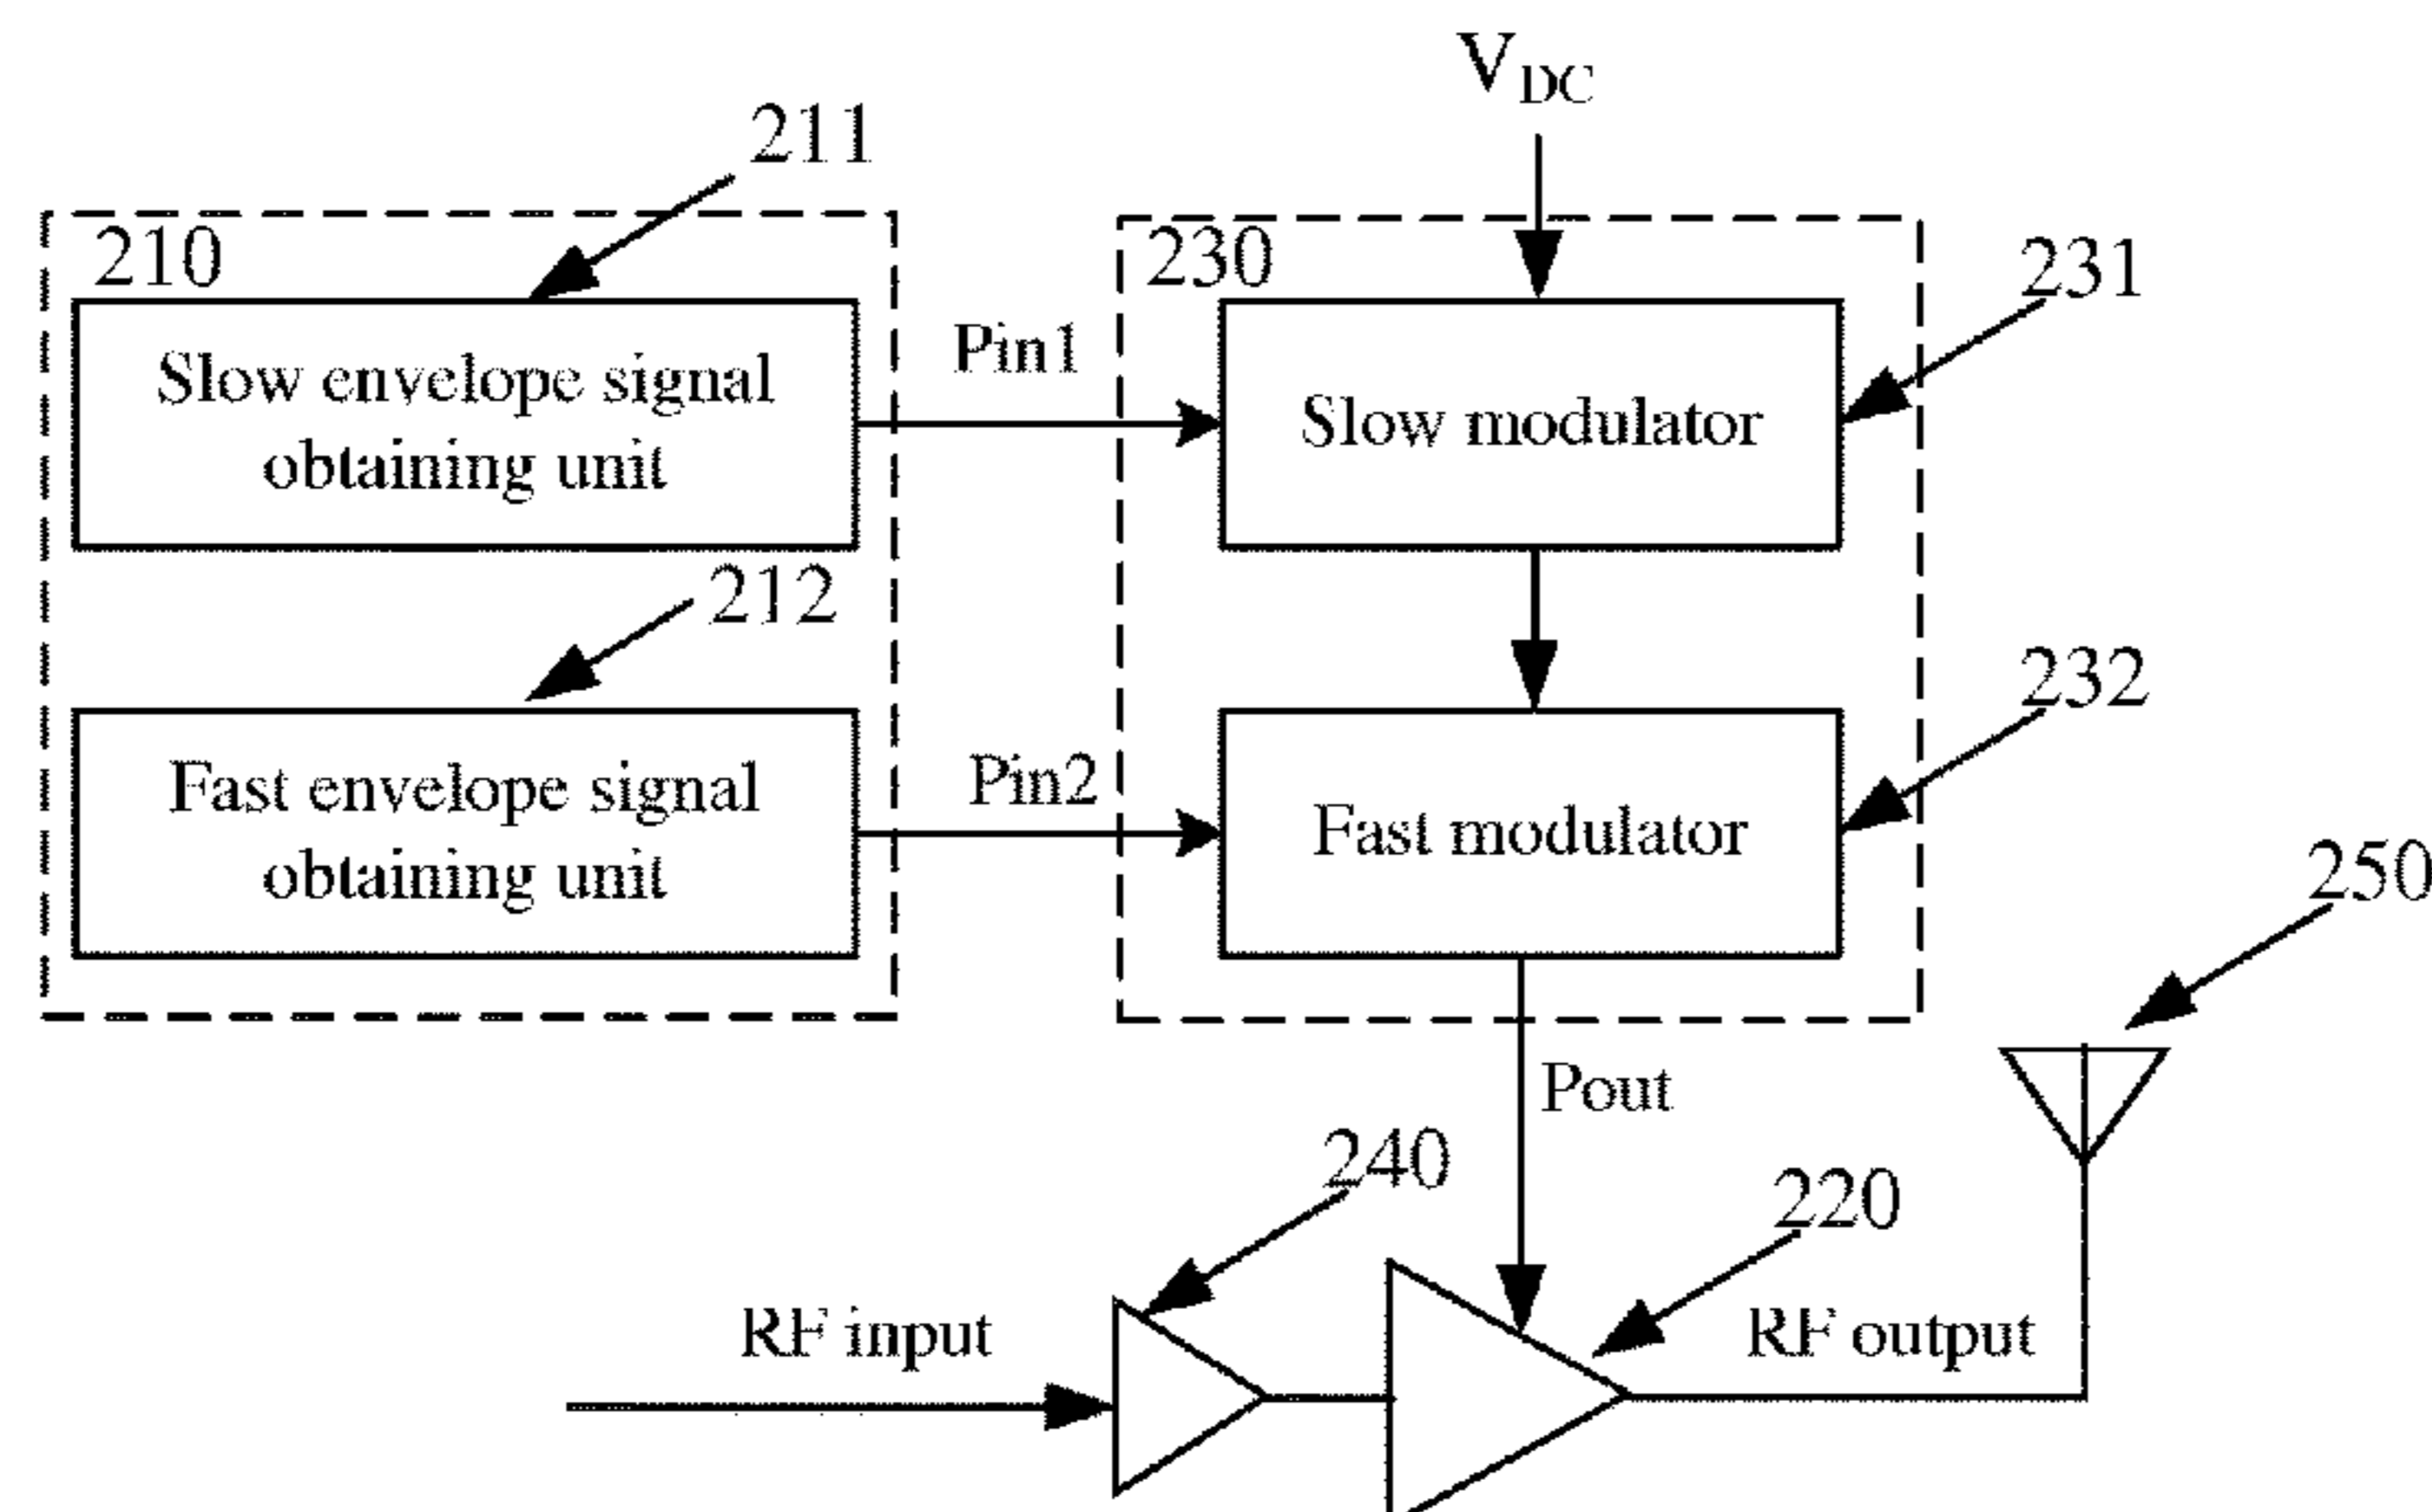 V_DC
211
210
230
231
Pin1
Slow envelope signal
obtaining unit
Slow modulator
212
232
Pin2
Fast envelope signal
obtaining unit
Fast modulator
250
Pout
240
220
RF input
RF output